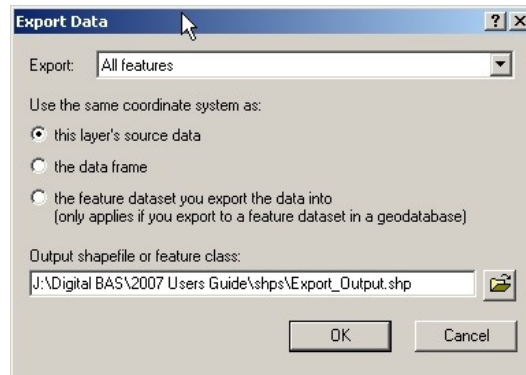 Export Data
Export: All features
Use the same coordinate system as:
this layer's source data
the data frame
the feature dataset you export the data into
(only applies if you export to a feature dataset in a geodatabase)
Output shapefile or feature class:
J:\Digital BAS\2007 Users Guide\shps\Export_Output.shp
OK Cancel